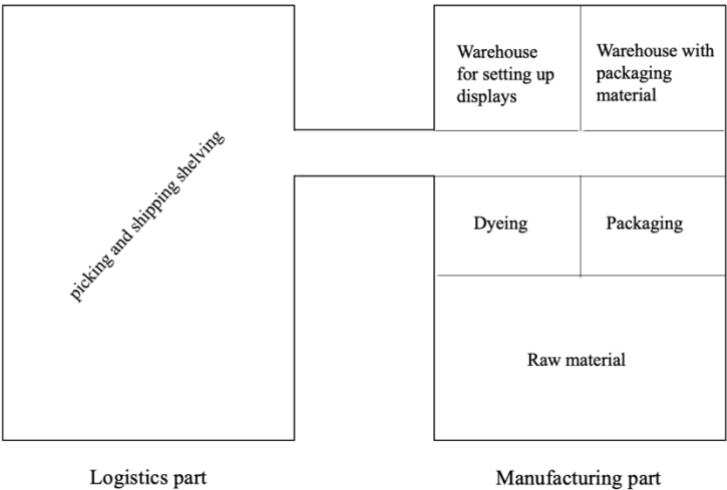 Warehouse
for setting up
displays
Warehouse with
packaging
material
picking and shipping shelving
Dyeing
Packaging
Raw material
Logistics part
Manufacturing part